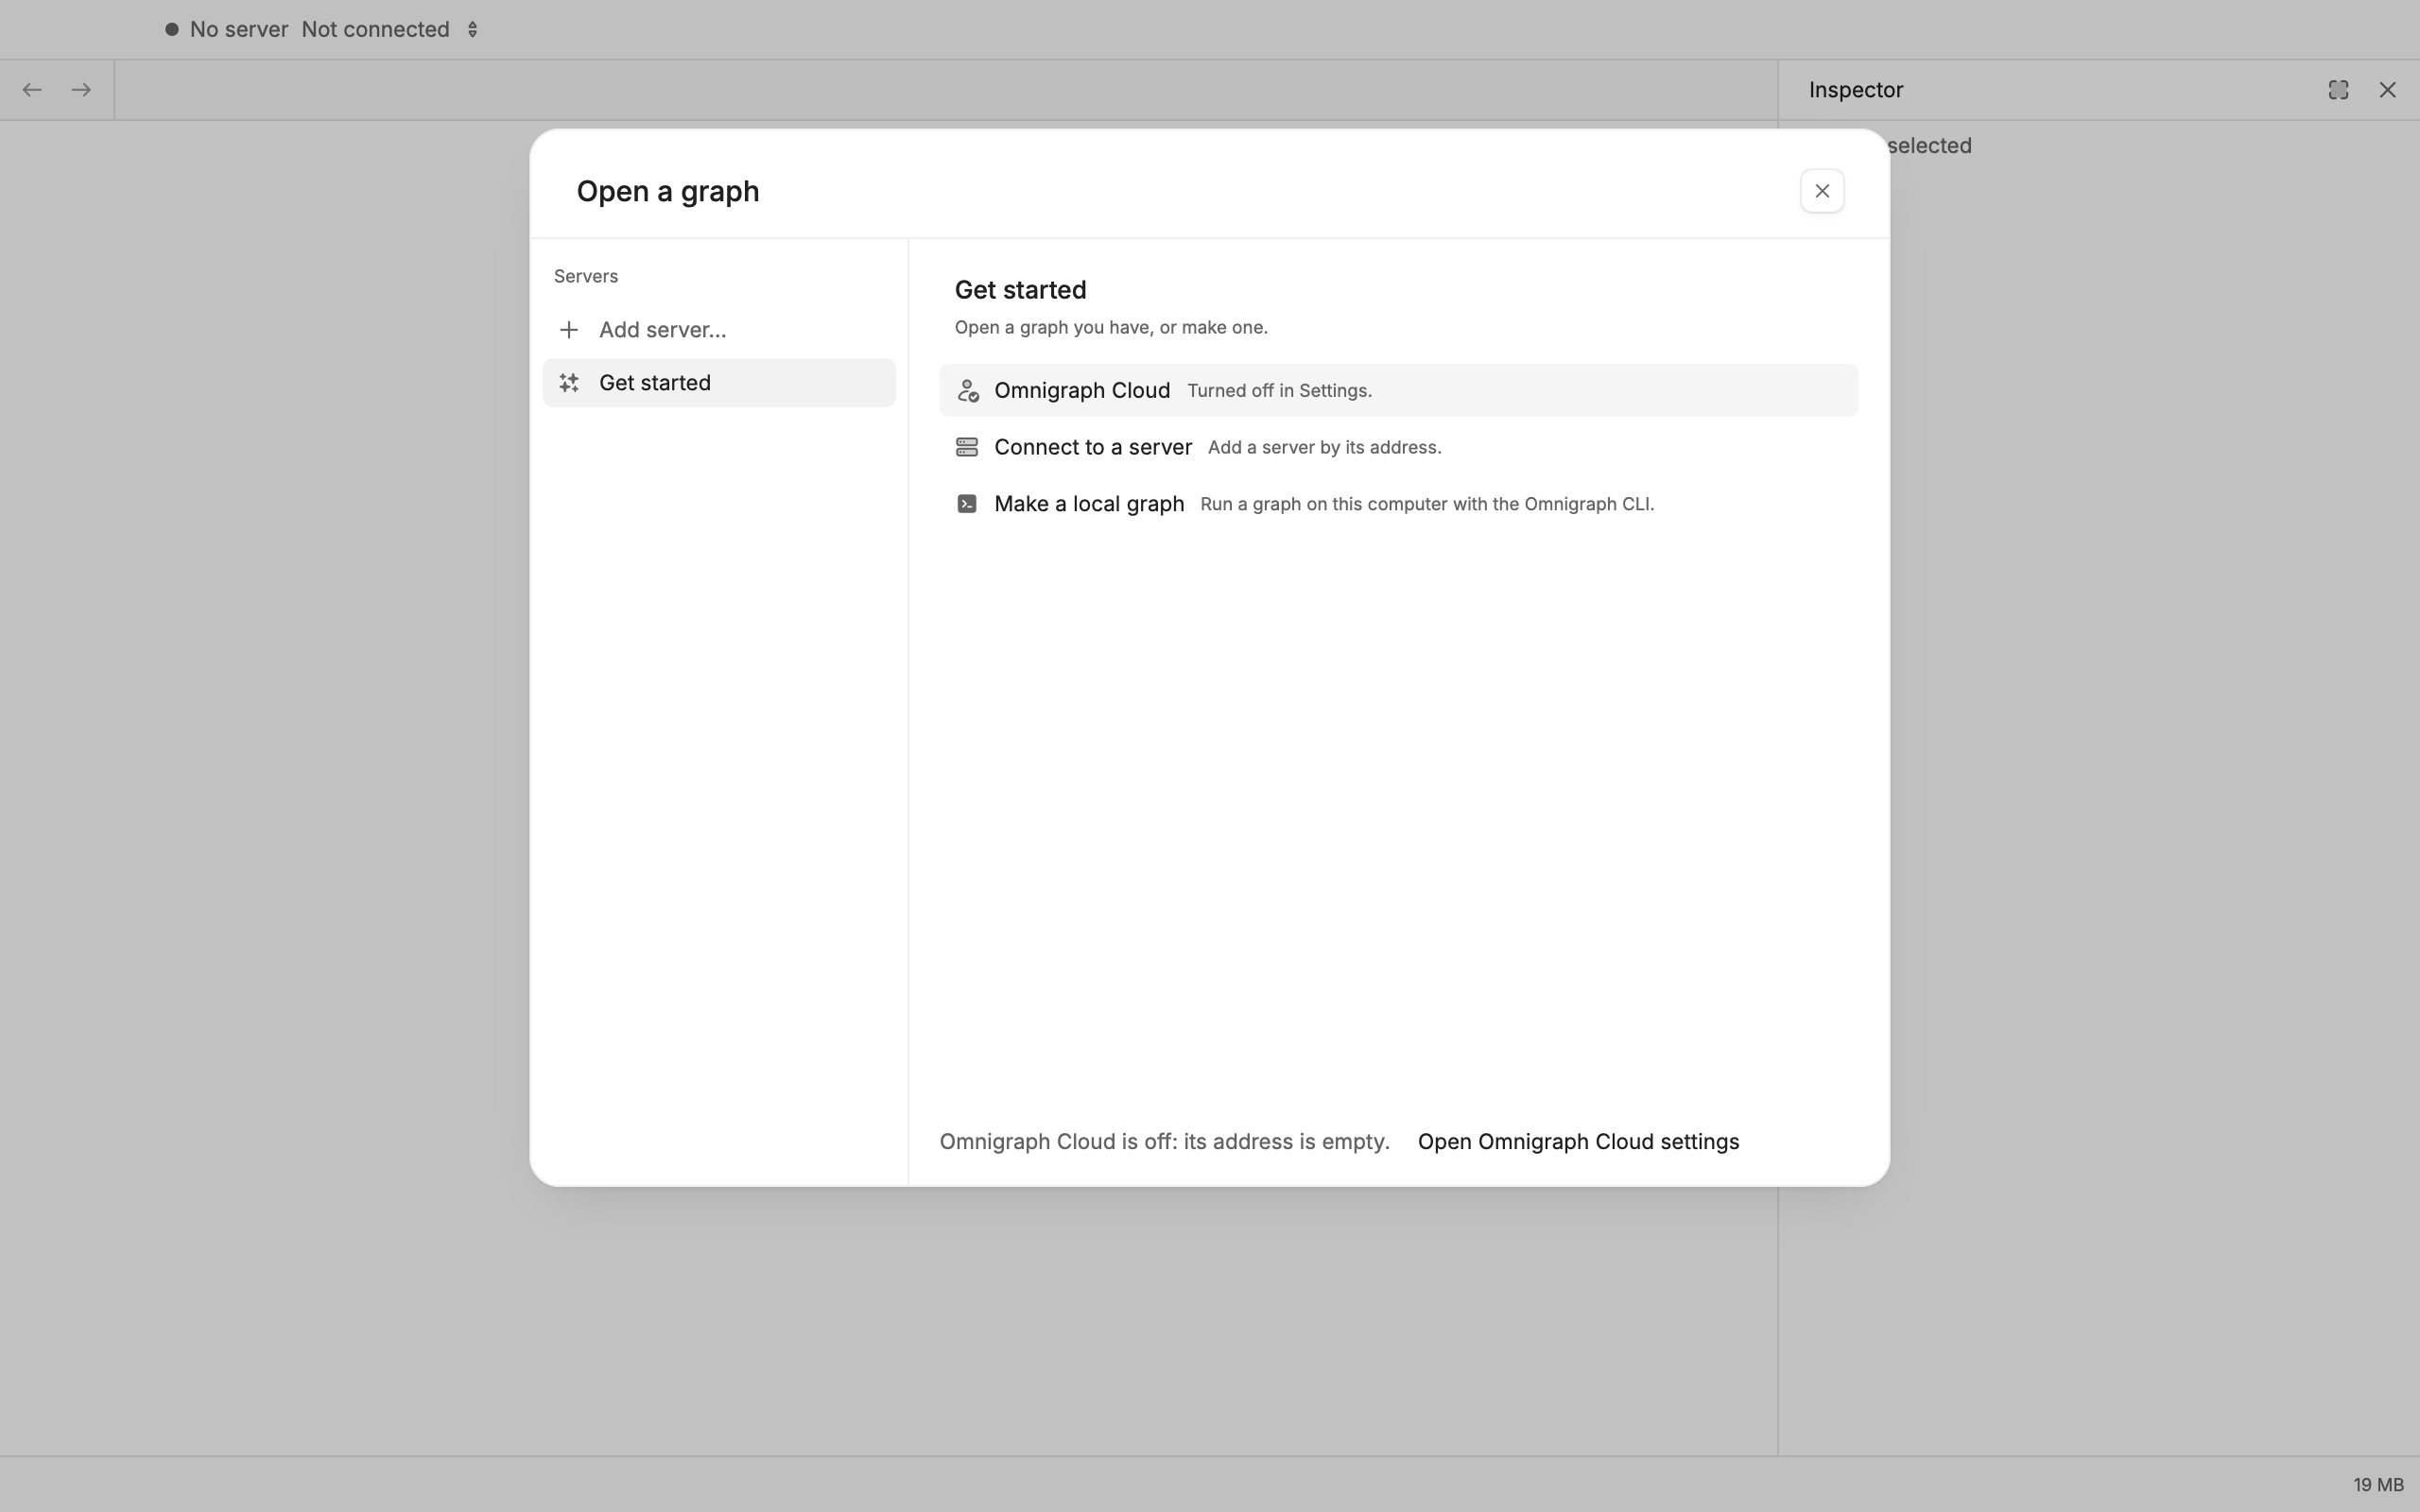 No server Not connected
Inspector
selected
Open a graph
Servers
Add server...
Get started
Get started
Open a graph you have, or make one.
Omnigraph Cloud Turned off in Settings.
Connect to a server Add a server by its address.
Make a local graph Run a graph on this computer with the Omnigraph CLI.
Omnigraph Cloud is off: its address is empty. Open Omnigraph Cloud settings
19 MB